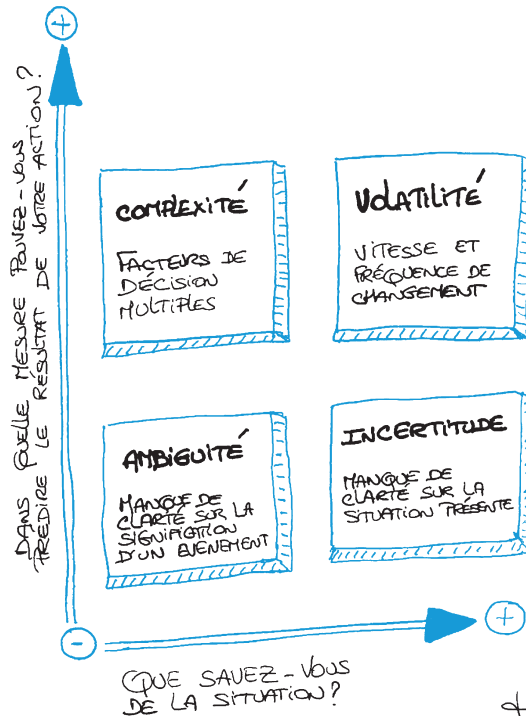 +
DANS QUELLE MESURE POUVEZ-VOUS
PRÉDIRE LE RÉSULTAT DE VOTRE ACTION?
COMPLEXITÉ
FACTEURS DE
DÉCISION
MULTIPLES
VOLATILITÉ
VITESSE ET
FRÉQUENCE DE
CHANGEMENT
AMBIGUITÉ
MANQUE DE
CLARTÉ SUR LA
SIGNIFICATION
D'UN EVENEMENT
INCERTITUDE
MANQUE DE
CLARTÉ SUR LA
SITUATION PRÉSENTE
-
+
QUE SAVEZ-VOUS
DE LA SITUATION?